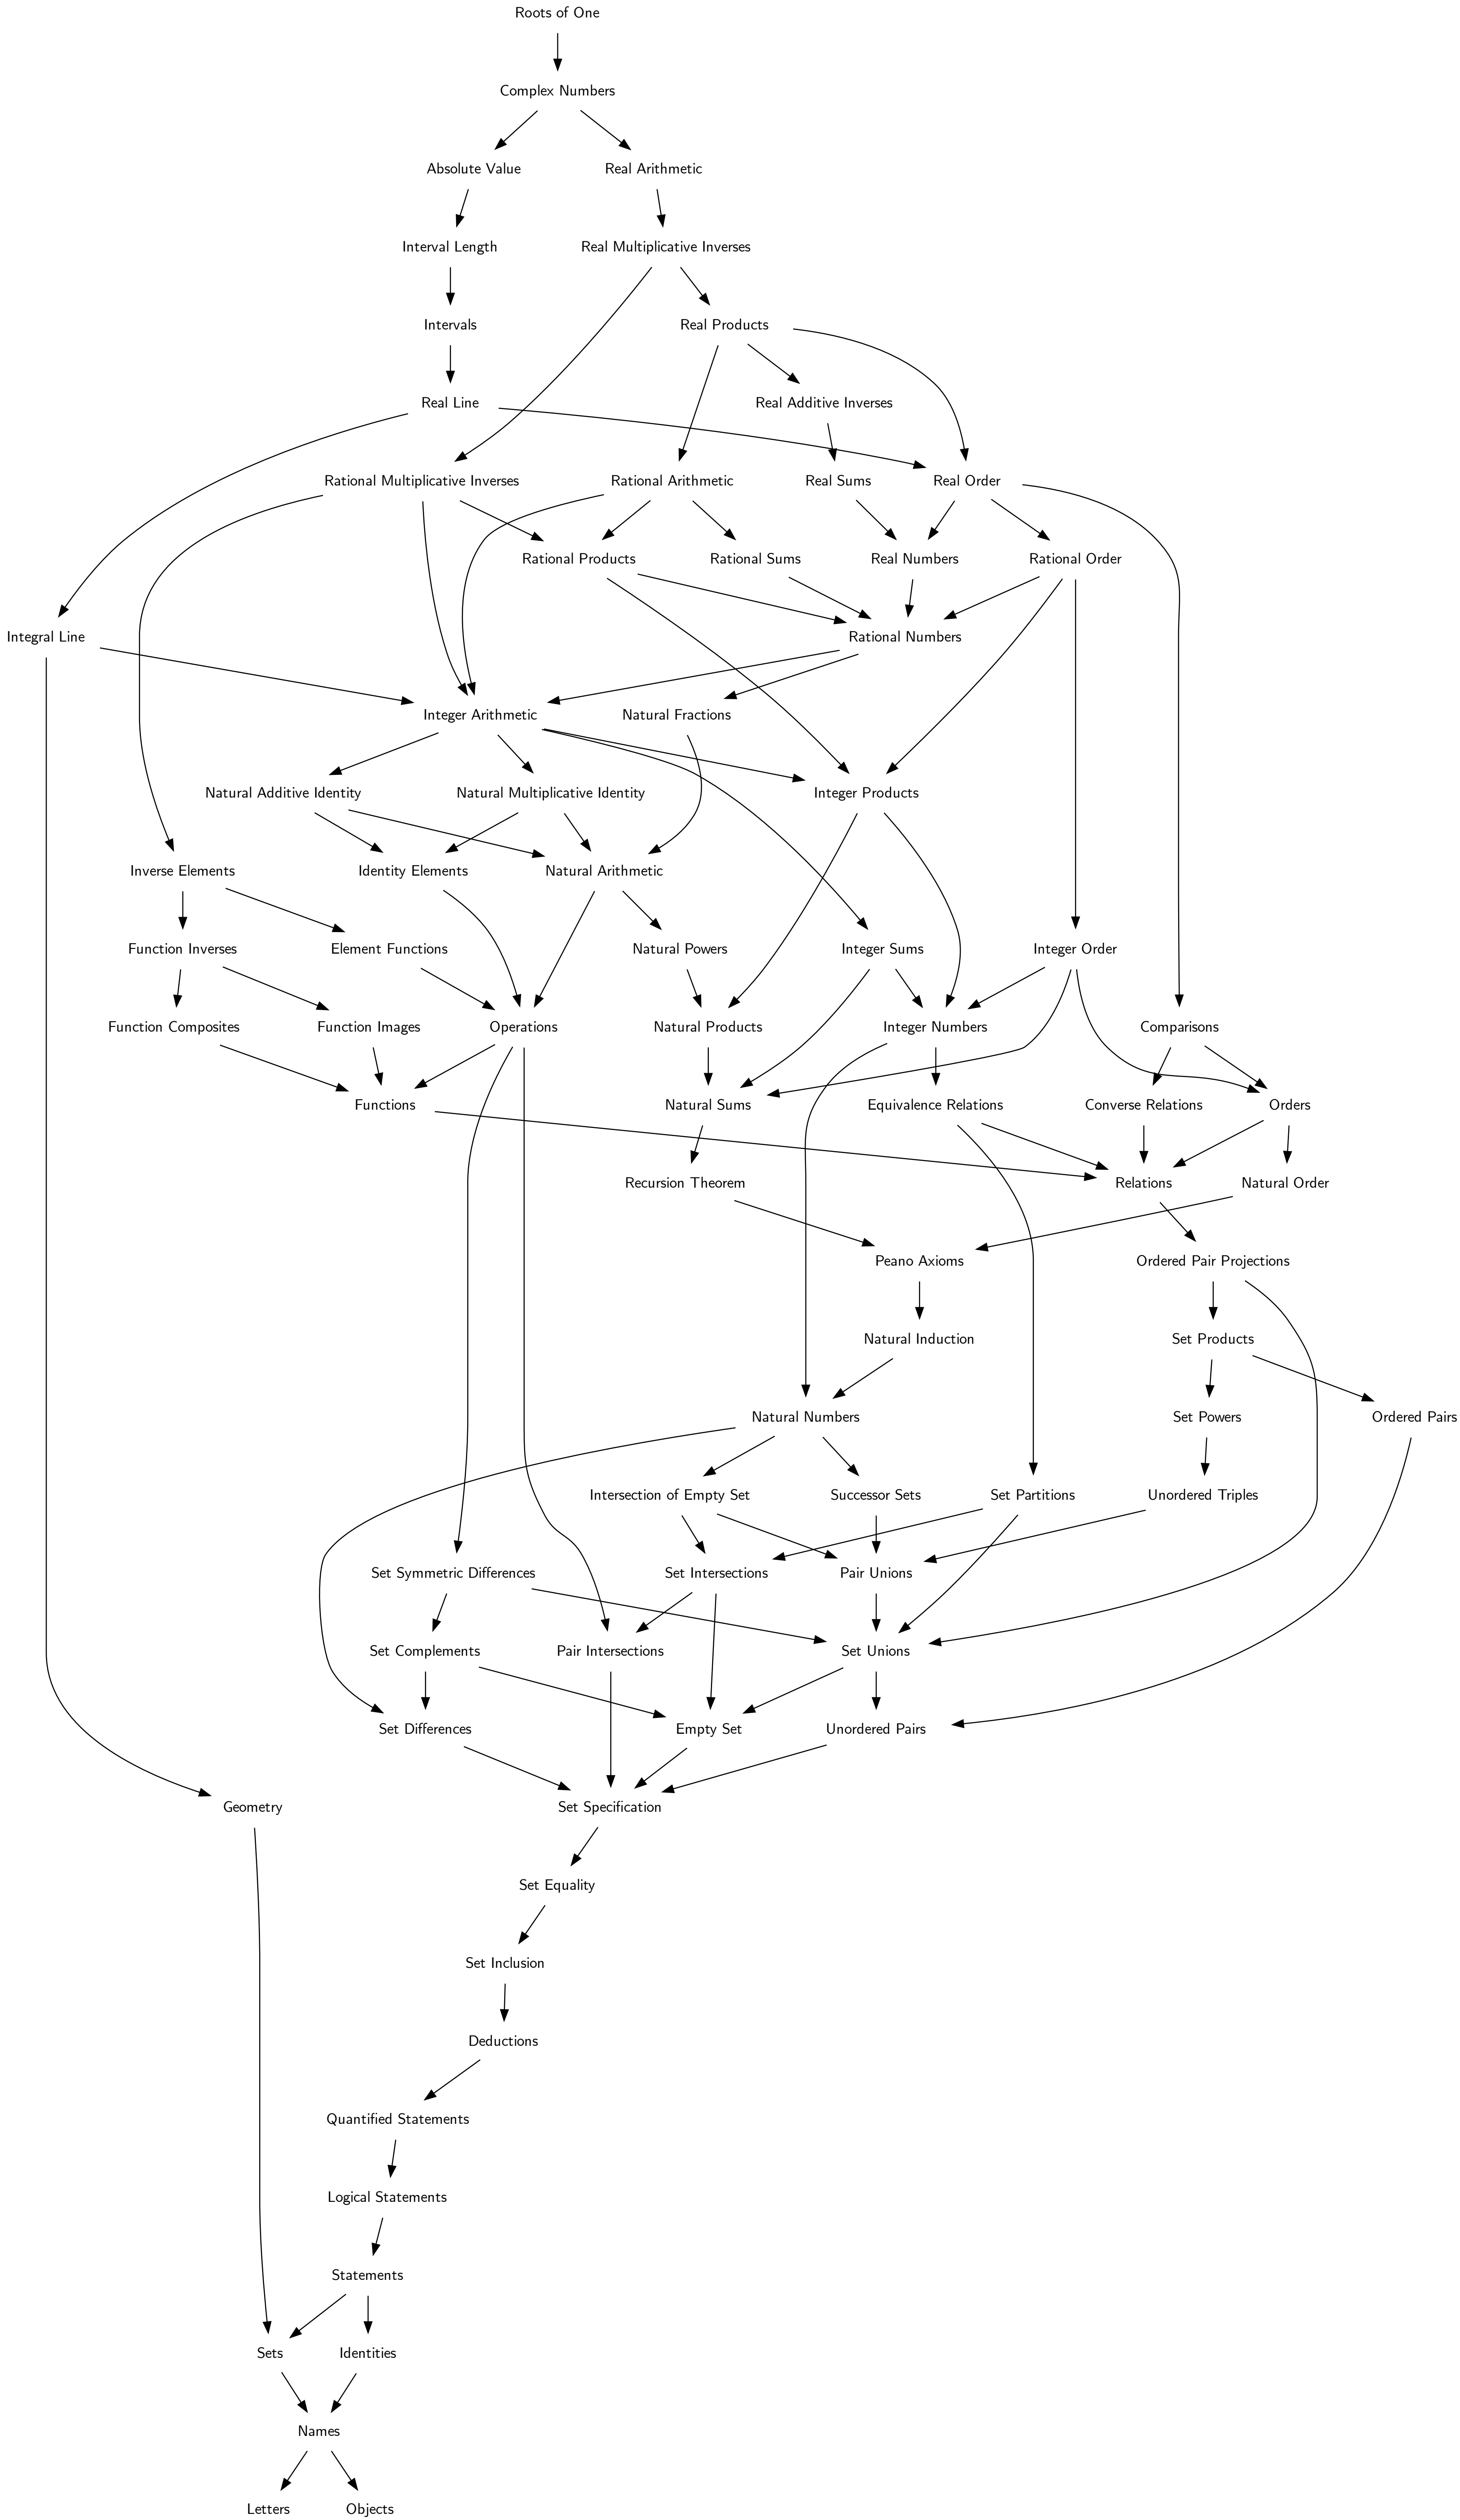 Roots of One
Complex Numbers
Absolute Value
Real Arithmetic
Interval Length
Real Multiplicative Inverses
Intervals
Real Products
Real Line
Real Additive Inverses
Rational Multiplicative Inverses
Rational Arithmetic
Real Sums
Real Order
Rational Products
Rational Sums
Real Numbers
Rational Order
Integral Line
Rational Numbers
Integer Arithmetic
Natural Fractions
Natural Additive Identity
Natural Multiplicative Identity
Integer Products
Inverse Elements
Identity Elements
Natural Arithmetic
Function Inverses
Element Functions
Natural Powers
Integer Sums
Integer Order
Function Composites
Function Images
Operations
Natural Products
Integer Numbers
Comparisons
Functions
Natural Sums
Equivalence Relations
Converse Relations
Orders
Recursion Theorem
Relations
Natural Order
Peano Axioms
Ordered Pair Projections
Natural Induction
Set Products
Natural Numbers
Set Powers
Ordered Pairs
Intersection of Empty Set
Successor Sets
Set Partitions
Unordered Triples
Set Symmetric Differences
Set Intersections
Pair Unions
Set Complements
Pair Intersections
Set Unions
Set Differences
Empty Set
Unordered Pairs
Geometry
Set Specification
Set Equality
Set Inclusion
Deductions
Quantified Statements
Logical Statements
Statements
Sets
Identities
Names
Letters
Objects